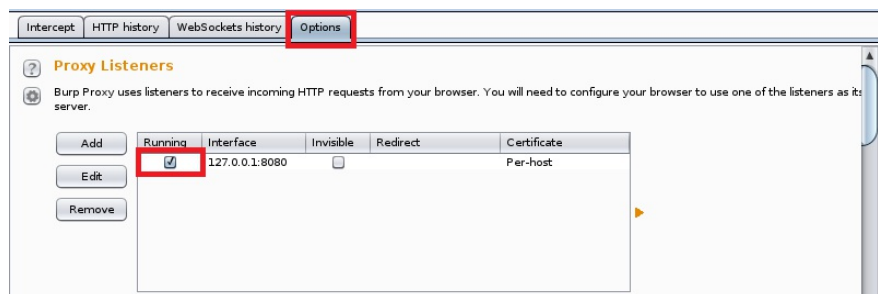 Intercept HTTP history WebSockets history Options
Proxy Listeners
Burp Proxy uses listeners to receive incoming HTTP requests from your browser. You will need to configure your browser to use one of the listeners as its
server.
Add Running Interface Invisible Redirect Certificate
127.0.0.1:8080 Per-host
Edit
Remove